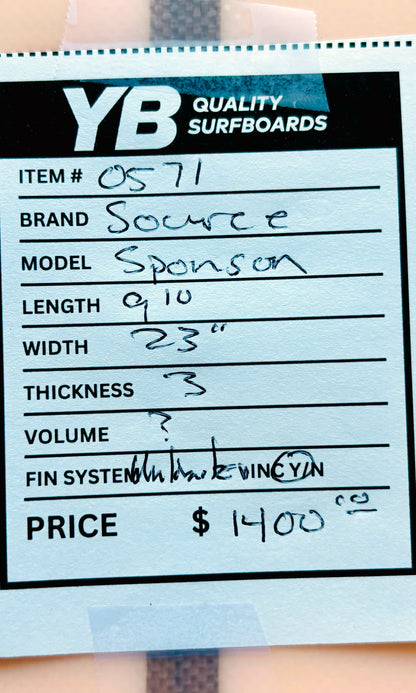 YB QUALITY SURFBOARDS
ITEM # 0571
BRAND Source
MODEL Sponson
LENGTH 9'10
WIDTH 23"
THICKNESS 3
VOLUME ?
FIN SYSTEM INC Y/N
PRICE $ 1400.00